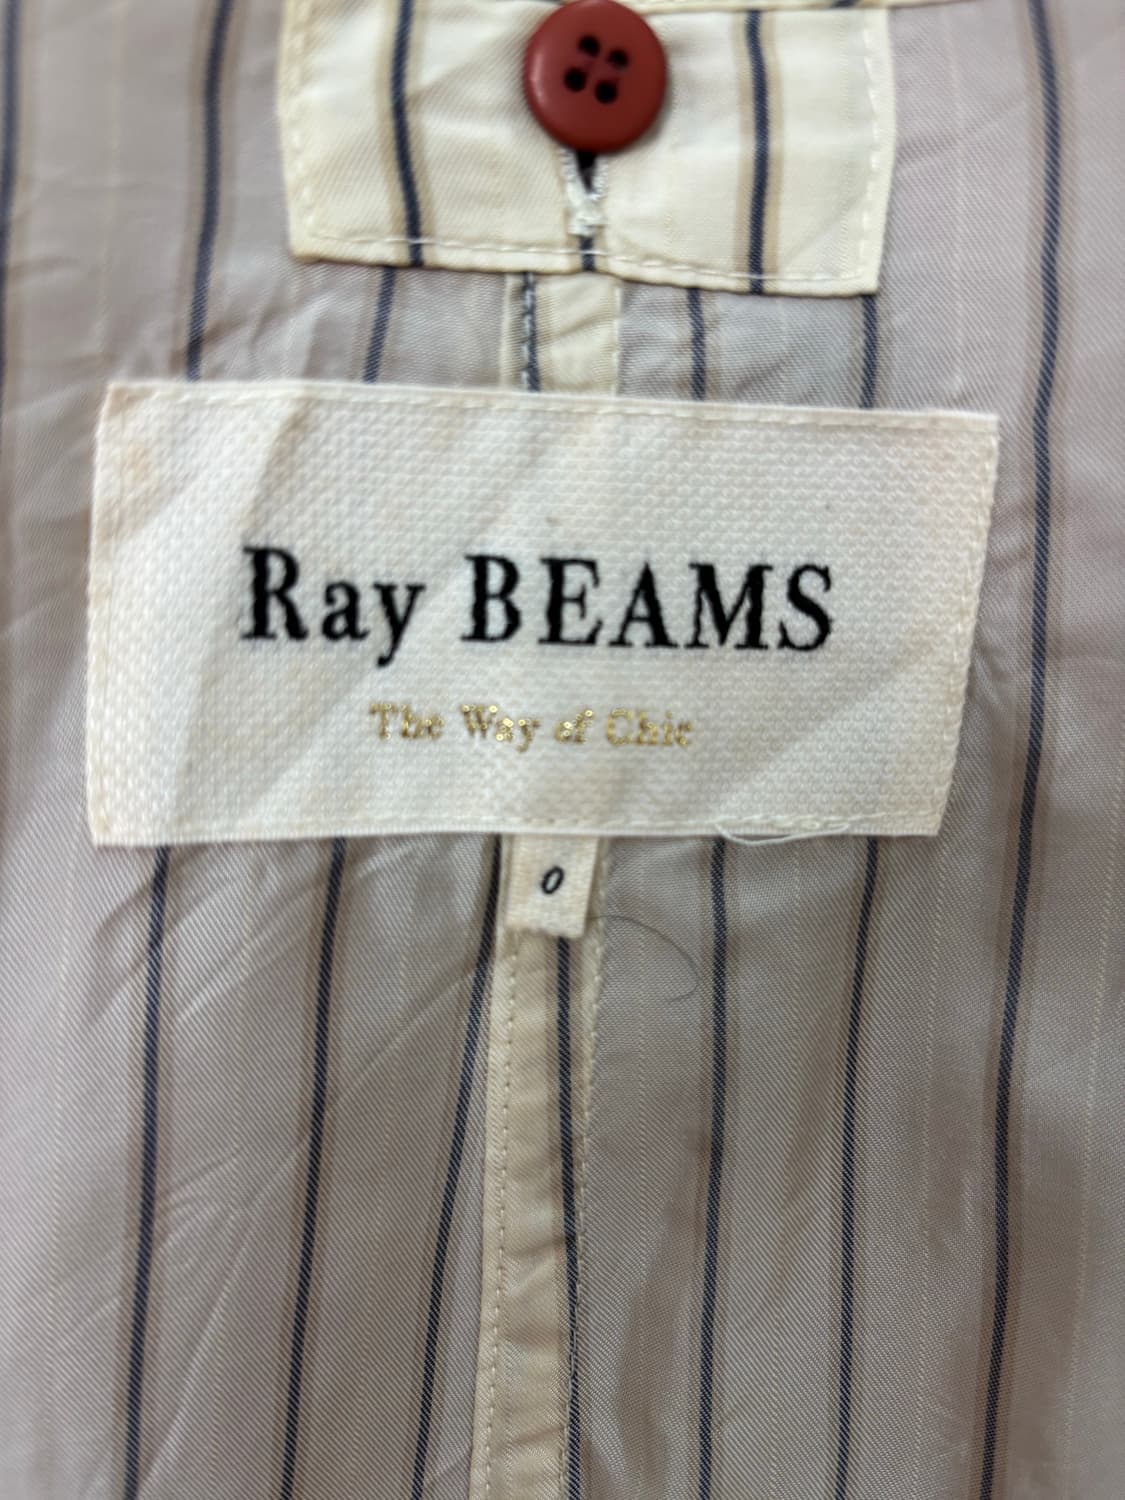 Ray BEAMS
The Way of Chic
0